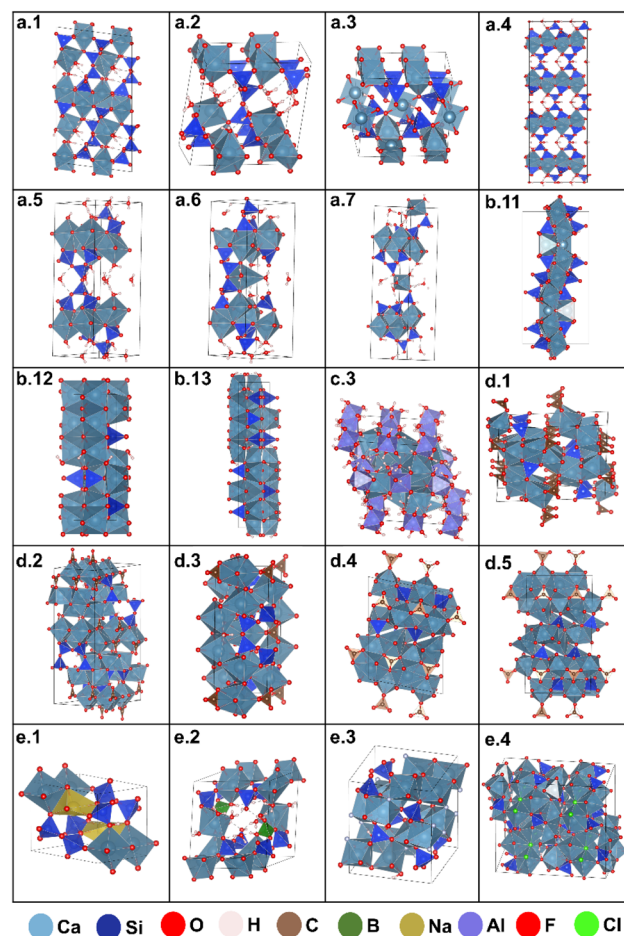 a.1 a.2 a.3 a.4
a.5 a.6 a.7 b.11
b.12 b.13 c.3 d.1
d.2 d.3 d.4 d.5
e.1 e.2 e.3 e.4
Ca Si O H C B Na Al F Cl